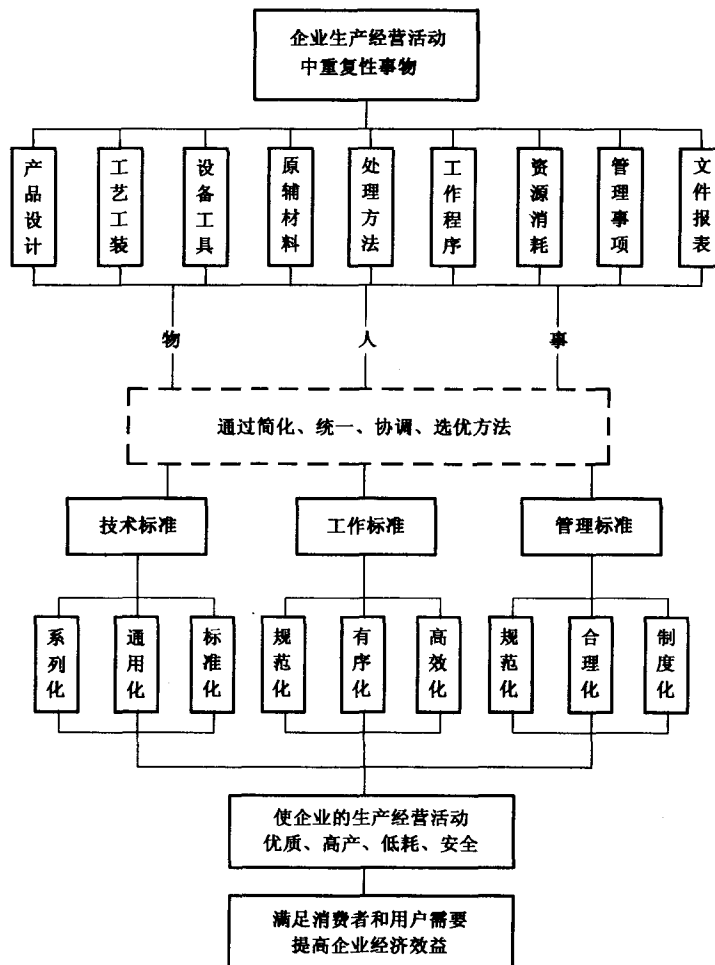 企业生产经营活动
中重复性事物
产品设计
工艺工装
设备工具
原辅材料
处理方法
工作程序
资源消耗
管理事项
文件报表
物
人
事
通过简化、统一、协调、选优方法
技术标准
工作标准
管理标准
系列化
通用化
标准化
规范化
有序化
高效化
规范化
合理化
制度化
使企业的生产经营活动
优质、高产、低耗、安全
满足消费者和用户需要
提高企业经济效益